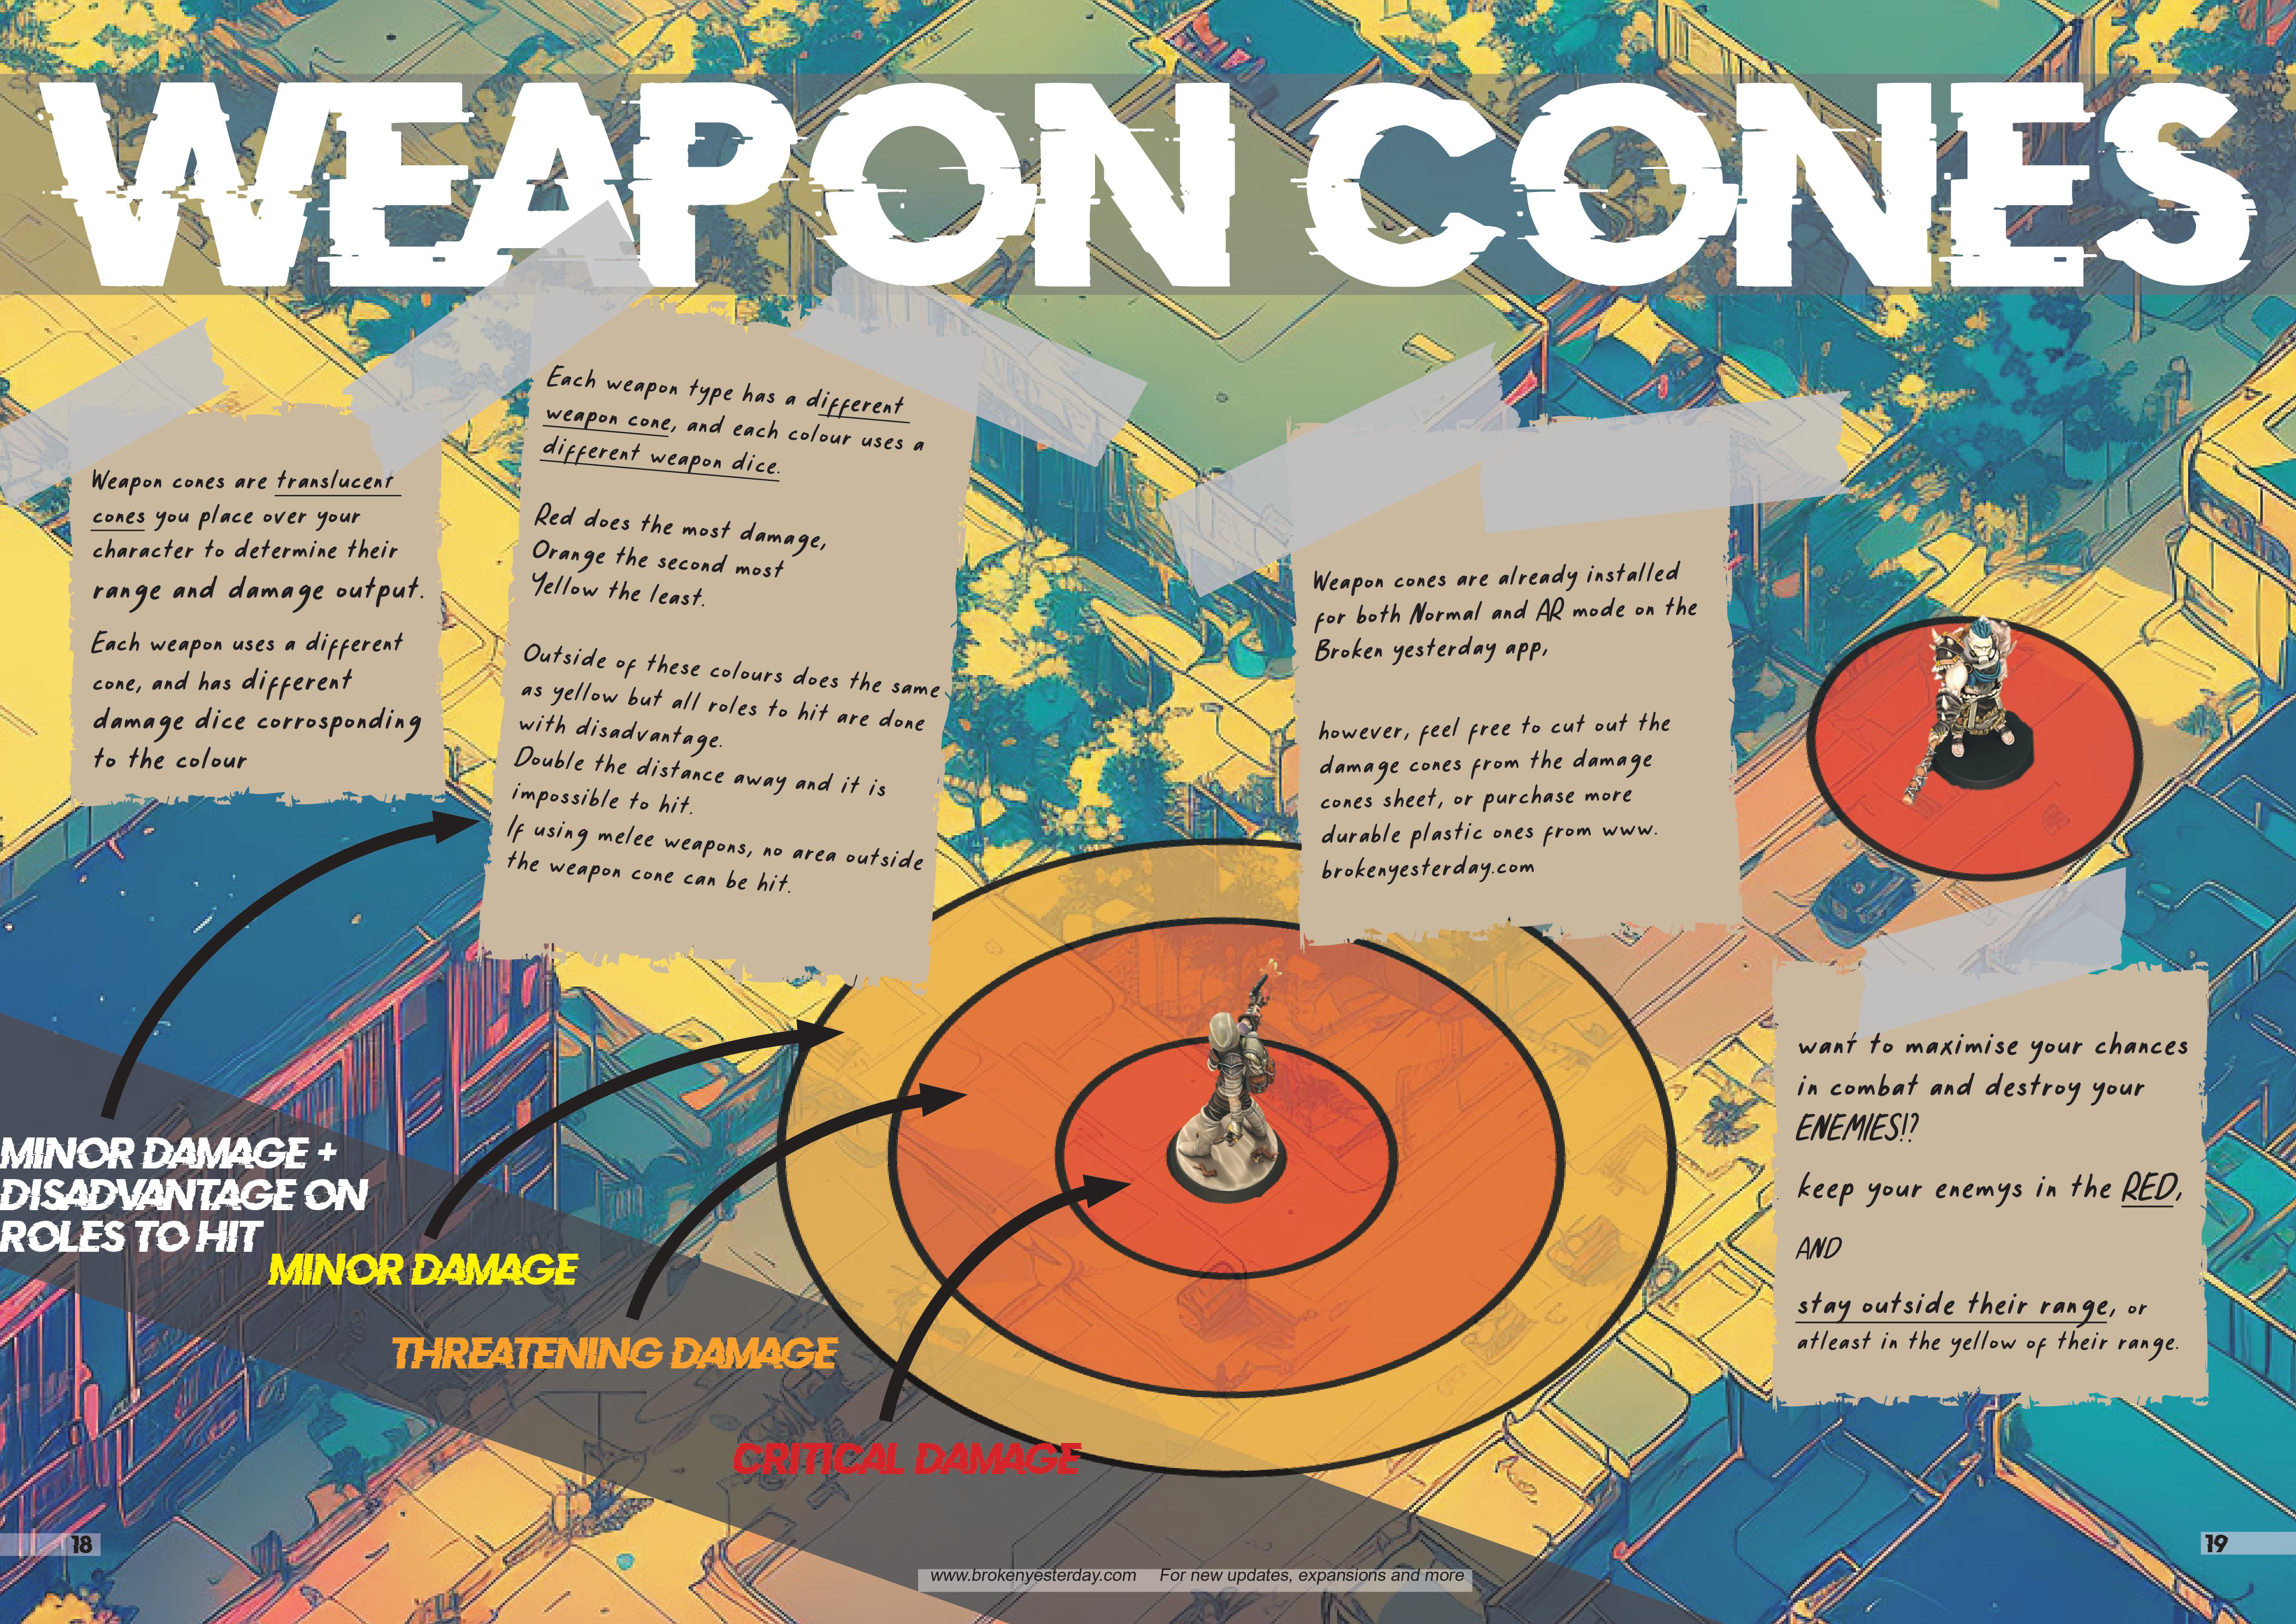 WEAPON CONES
Weapon cones are translucent
cones you place over your
character to determine their
range and damage output.
Each weapon uses a different
cone, and has different
damage dice corrosponding
to the colour
Each weapon type has a different
weapon cone, and each colour uses a
different weapon dice.
Red does the most damage,
Orange the second most
Yellow the least.
Outside of these colours does the same
as yellow but all roles to hit are done
with disadvantage.
Double the distance away and it is
impossible to hit.
If using melee weapons, no area outside
the weapon cone can be hit.
Weapon cones are already installed
for both Normal and AR mode on the
Broken yesterday app,
however, feel free to cut out the
damage cones from the damage
cones sheet, or purchase more
durable plastic ones from www.
brokenyesterday.com
want to maximise your chances
in combat and destroy your
ENEMIES!?
keep your enemys in the RED,
AND
stay outside their range, or
atleast in the yellow of their range.
MINOR DAMAGE +
DISADVANTAGE ON
ROLES TO HIT
MINOR DAMAGE
THREATENING DAMAGE
CRITICAL DAMAGE
18
www.brokenyesterday.com For new updates, expansions and more
19